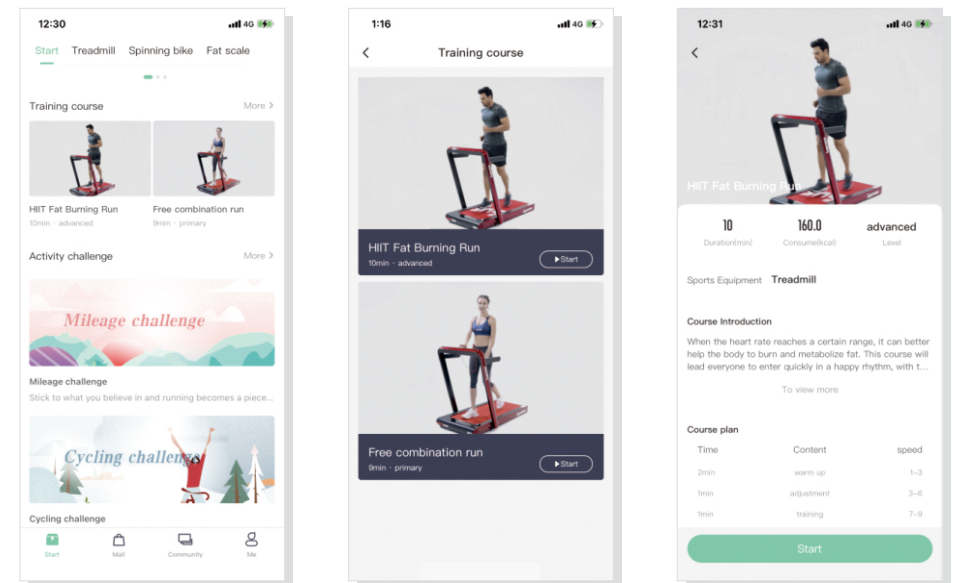 12:30
4G
Start Treadmill Spinning bike Fat scale
Training course More >
HIIT Fat Burning Run Free combination run
10min · advanced 9min · primary
Activity challenge More >
Mileage challenge
Mileage challenge
Stick to what you believe in and running becomes a piece...
Cycling challenge
Cycling challenge
Start Mall Community Me
1:16
4G
Training course
HIIT Fat Burning Run
10min · advanced
Start
Free combination run
9min · primary
Start
12:31
4G
HIIT Fat Burning Run
10 160.0 advanced
Duration(min) Consume(kcal) Level
Sports Equipment Treadmill
Course Introduction
When the heart rate reaches a certain range, it can better
help the body to burn and metabolize fat. This course will
lead everyone to enter quickly in a happy rhythm, with t...
To view more
Course plan
Time Content speed
2min warm up 1-3
1min adjustment 3-6
1min training 7-9
Start